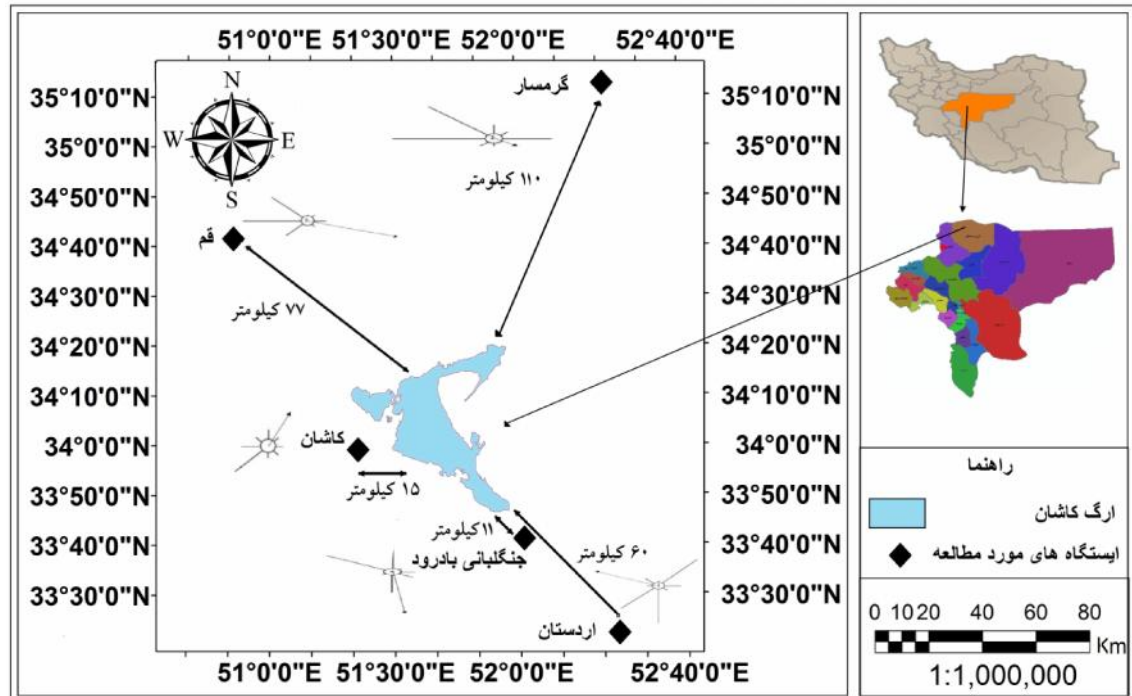 51°0'0"E 51°30'0"E 52°0'0"E 52°40'0"E
35°10'0"N
35°0'0"N
34°50'0"N
34°40'0"N
34°30'0"N
34°20'0"N
34°10'0"N
34°0'0"N
33°50'0"N
33°40'0"N
33°30'0"N
N
W E
S
گرمسار
۱۱۰ کیلومتر
قم
۷۷ کیلومتر
کاشان
۱۵ کیلومتر
۱۱کیلومتر
جنگلبانی بادرود
۶۰ کیلومتر
اردستان
35°10'0"N
35°0'0"N
34°50'0"N
34°40'0"N
34°30'0"N
34°20'0"N
34°10'0"N
34°0'0"N
33°50'0"N
33°40'0"N
33°30'0"N
51°0'0"E 51°30'0"E 52°0'0"E 52°40'0"E
راهنما
ارگ کاشان
ایستگاه های مورد مطالعه
0 10 20 40 60 80
Km
1:1,000,000